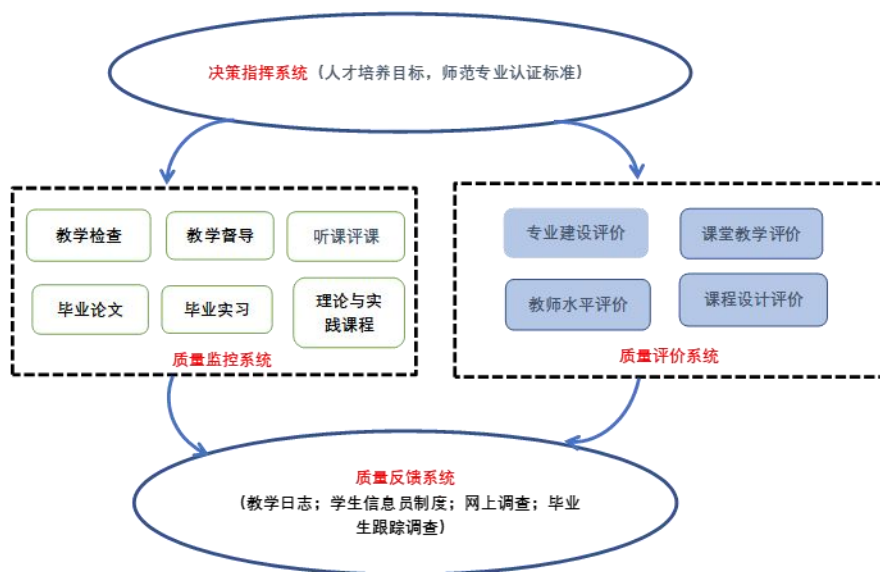 决策指挥系统（人才培养目标，师范专业认证标准）
教学检查
教学督导
听课评课
毕业论文
毕业实习
理论与实
践课程
质量监控系统
专业建设评价
课堂教学评价
教师水平评价
课程设计评价
质量评价系统
质量反馈系统
（教学日志；学生信息员制度；网上调查；毕业
生跟踪调查）